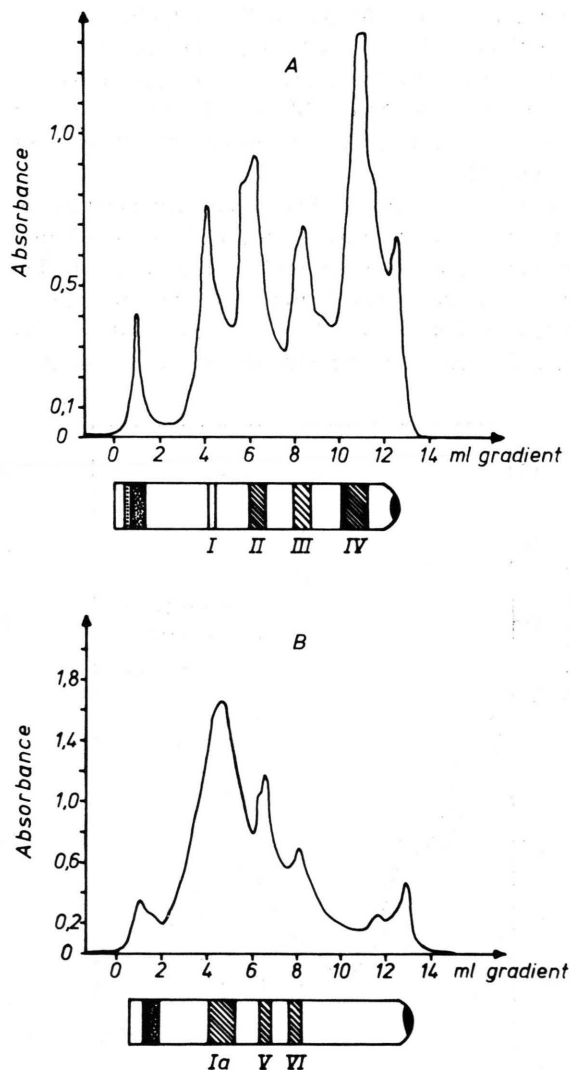 A
Absorbance
1,0
0,5
0,1
0
0 2 4 6 8 10 12 14 ml gradient
I II III IV
B
Absorbance
1,8
1,4
1,0
0,6
0,2
0
0 2 4 6 8 10 12 14 ml gradient
Ia V VI